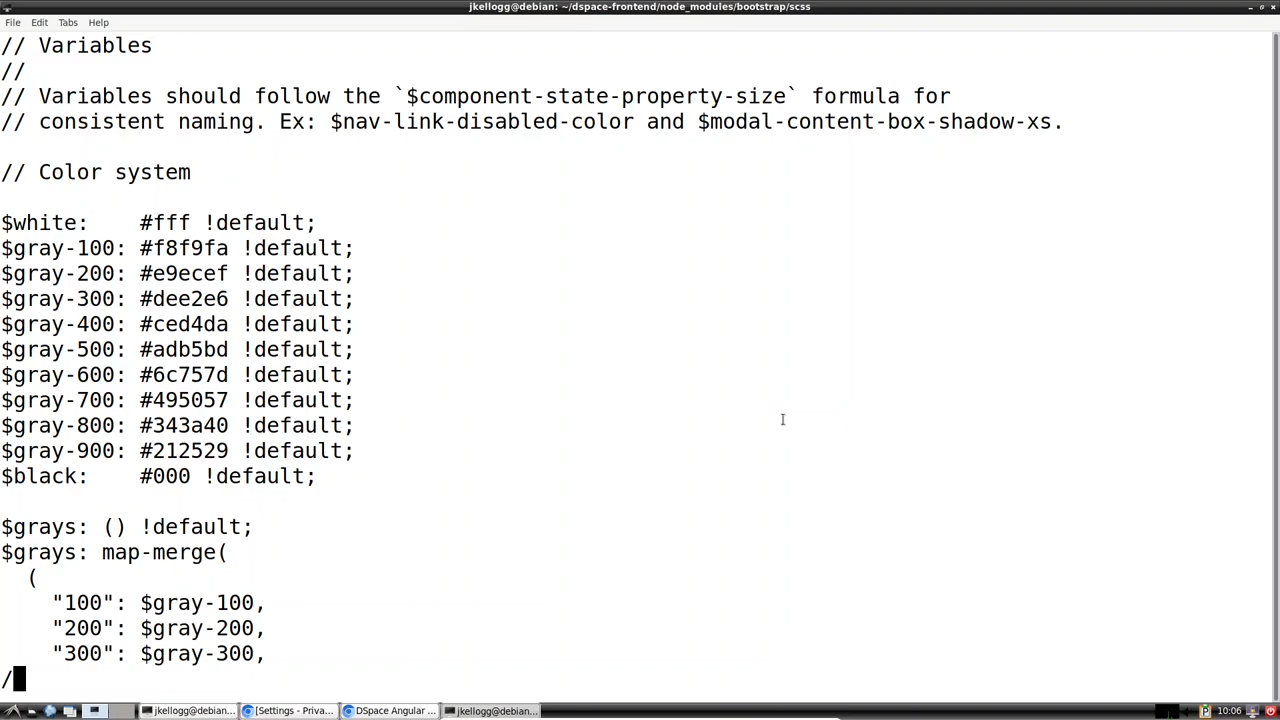 jkellogg@debian: ~/dspace-frontend/node_modules/bootstrap/scss
File Edit Tabs Help
// Variables
//
// Variables should follow the `$component-state-property-size` formula for
// consistent naming. Ex: $nav-link-disabled-color and $modal-content-box-shadow-xs.
// Color system
$white:    #fff !default;
$gray-100: #f8f9fa !default;
$gray-200: #e9ecef !default;
$gray-300: #dee2e6 !default;
$gray-400: #ced4da !default;
$gray-500: #adb5bd !default;
$gray-600: #6c757d !default;
$gray-700: #495057 !default;
$gray-800: #343a40 !default;
$gray-900: #212529 !default;
$black:    #000 !default;
$grays: () !default;
$grays: map-merge(
  (
    "100": $gray-100,
    "200": $gray-200,
    "300": $gray-300,
/
jkellogg@debian... [Settings - Priva... DSpace Angular ... jkellogg@debian... 10:06